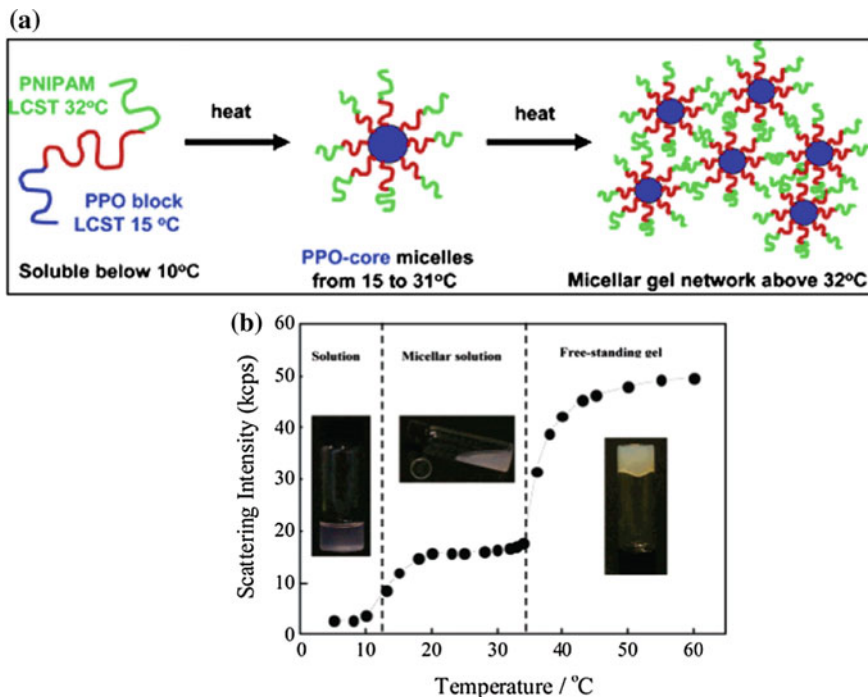 (a)
PNIPAM
LCST 32°C
heat
heat
PPO block
LCST 15 °C
Soluble below 10°C
PPO-core micelles
from 15 to 31°C
Micellar gel network above 32°C
(b)
60
50
40
30
20
10
0
Scattering Intensity (kcps)
Solution
Micellar solution
Free-standing gel
0 10 20 30 40 50 60
Temperature / °C